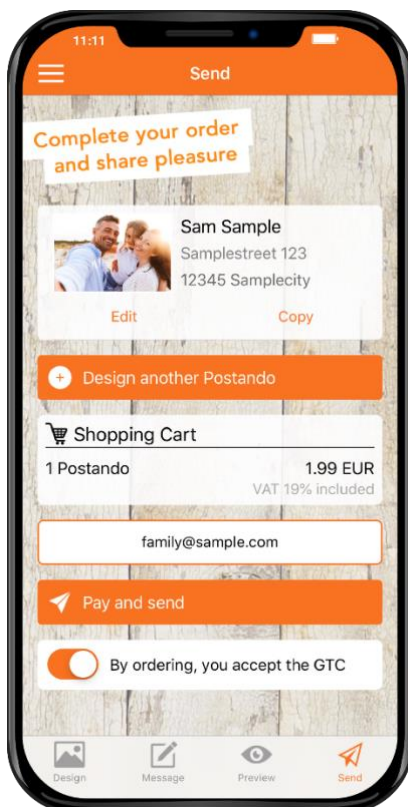 11:11
Send
Complete your order
and share pleasure
Sam Sample
Samplestreet 123
12345 Samplecity
Edit Copy
Design another Postando
Shopping Cart
1 Postando 1.99 EUR
VAT 19% included
family@sample.com
Pay and send
By ordering, you accept the GTC
Design Message Preview Send